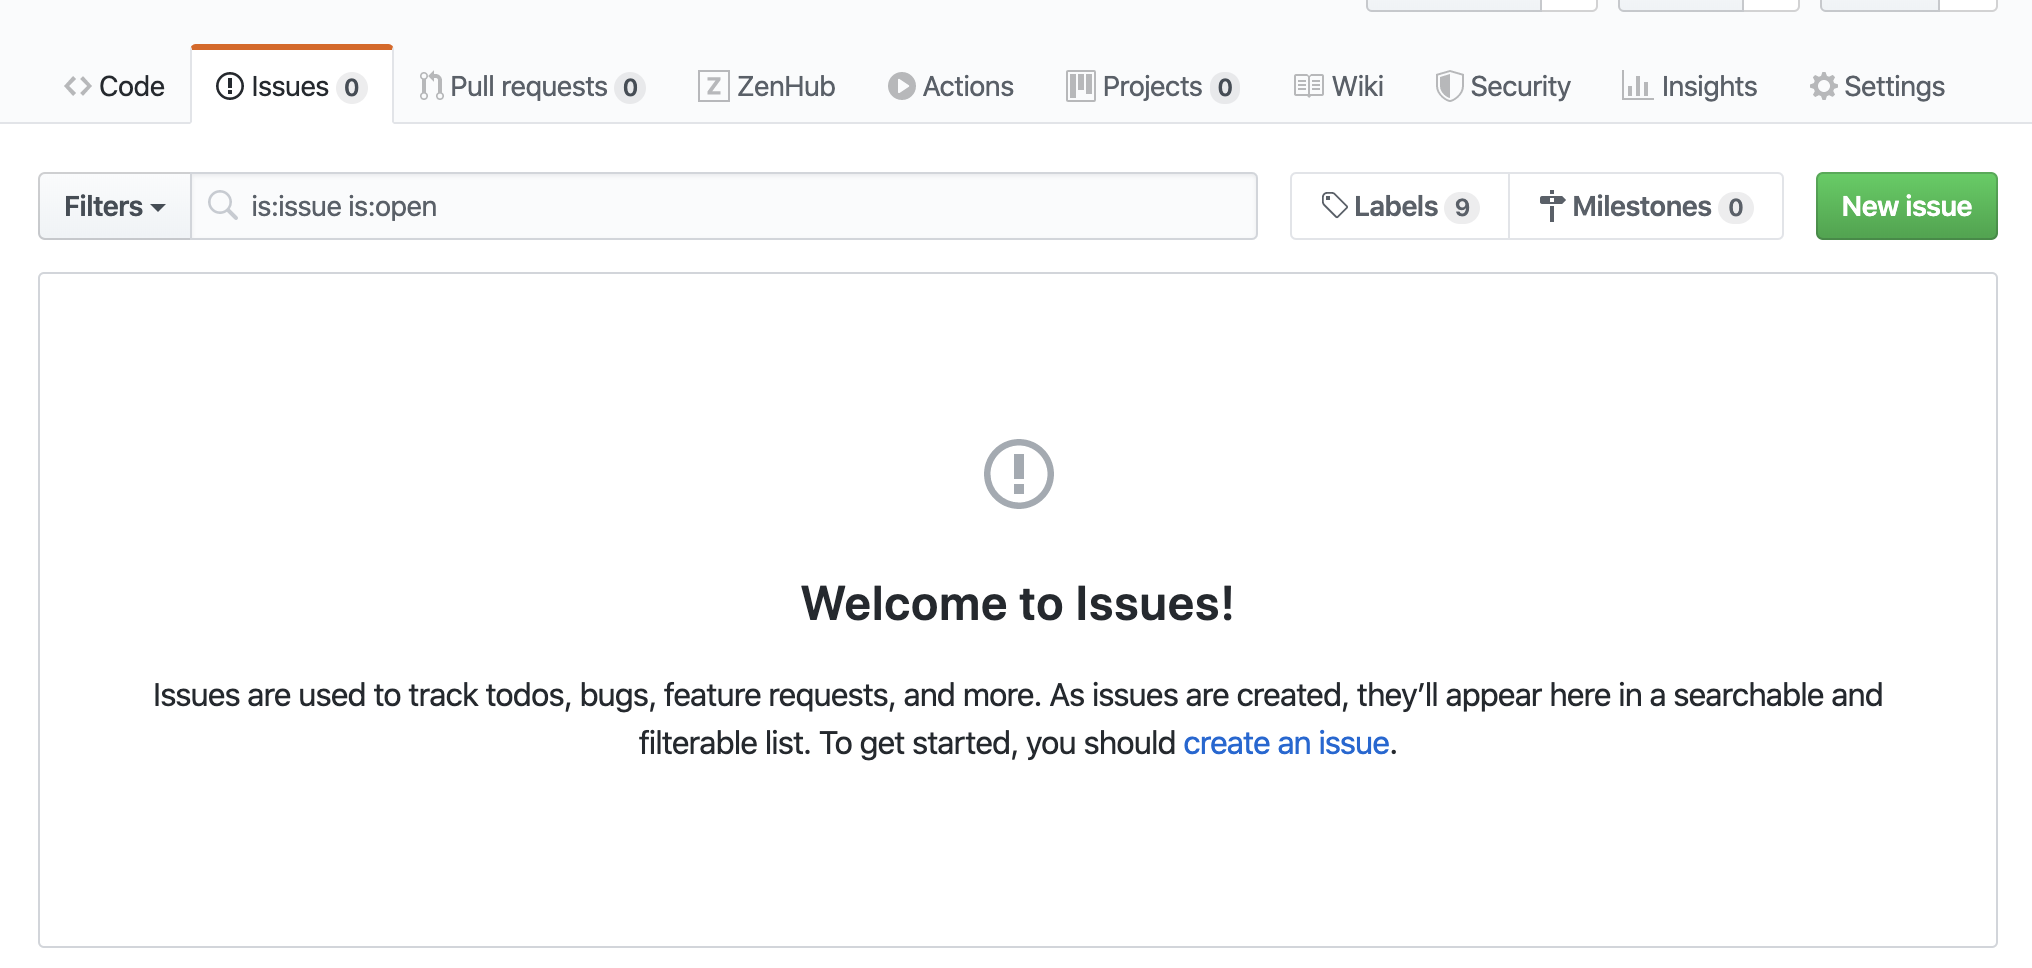 Code Issues 0 Pull requests 0 Z ZenHub Actions Projects 0 Wiki Security Insights Settings
Filters is:issue is:open Labels 9 Milestones 0 New issue
Welcome to Issues!
Issues are used to track todos, bugs, feature requests, and more. As issues are created, they’ll appear here in a searchable and
filterable list. To get started, you should create an issue.